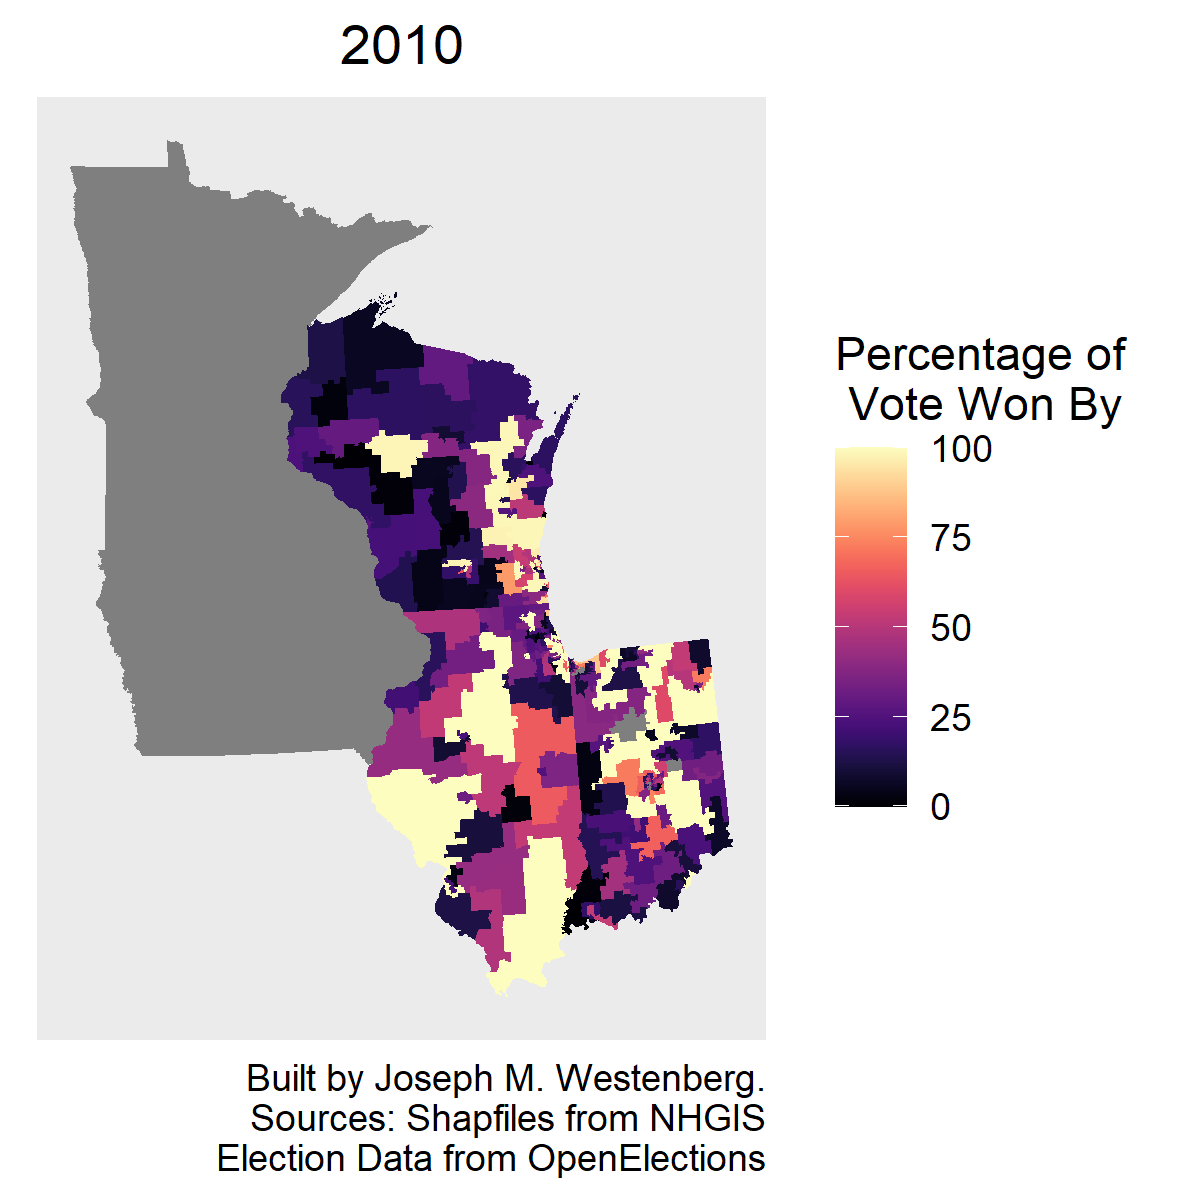 2010
Percentage of
Vote Won By
100
75
50
25
0
Built by Joseph M. Westenberg.
Sources: Shapfiles from NHGIS
Election Data from OpenElections